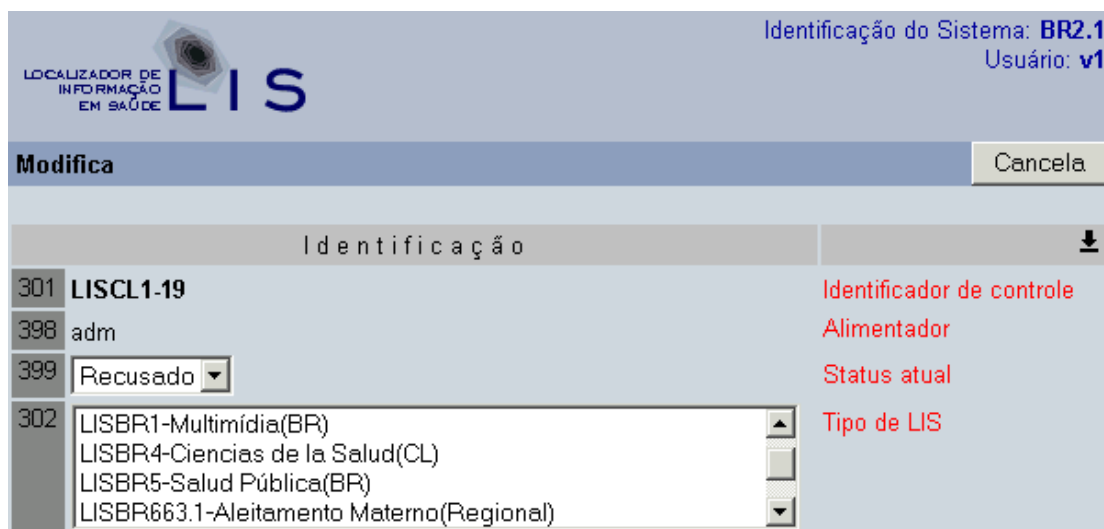 Identificação do Sistema: BR2.1
Usuário: v1
LOCALIZADOR DE
INFORMAÇÃO
EM SAÚDE
LIS
Modifica
Cancela
Identificação
301 LISCL1-19 Identificador de controle
398 adm Alimentador
399 Recusado Status atual
302 LISBR1-Multimídia(BR) Tipo de LIS
LISBR4-Ciencias de la Salud(CL)
LISBR5-Salud Pública(BR)
LISBR663.1-Aleitamento Materno(Regional)